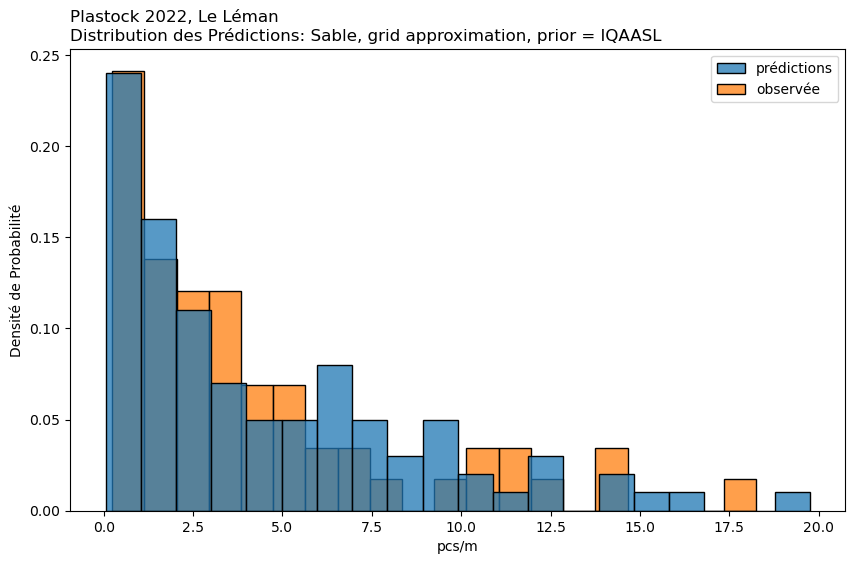 Plastock 2022, Le Léman
Distribution des Prédictions: Sable, grid approximation, prior = IQAASL
prédictions
observée
Densité de Probabilité
0.25
0.20
0.15
0.10
0.05
0.00
0.0 2.5 5.0 7.5 10.0 12.5 15.0 17.5 20.0
pcs/m